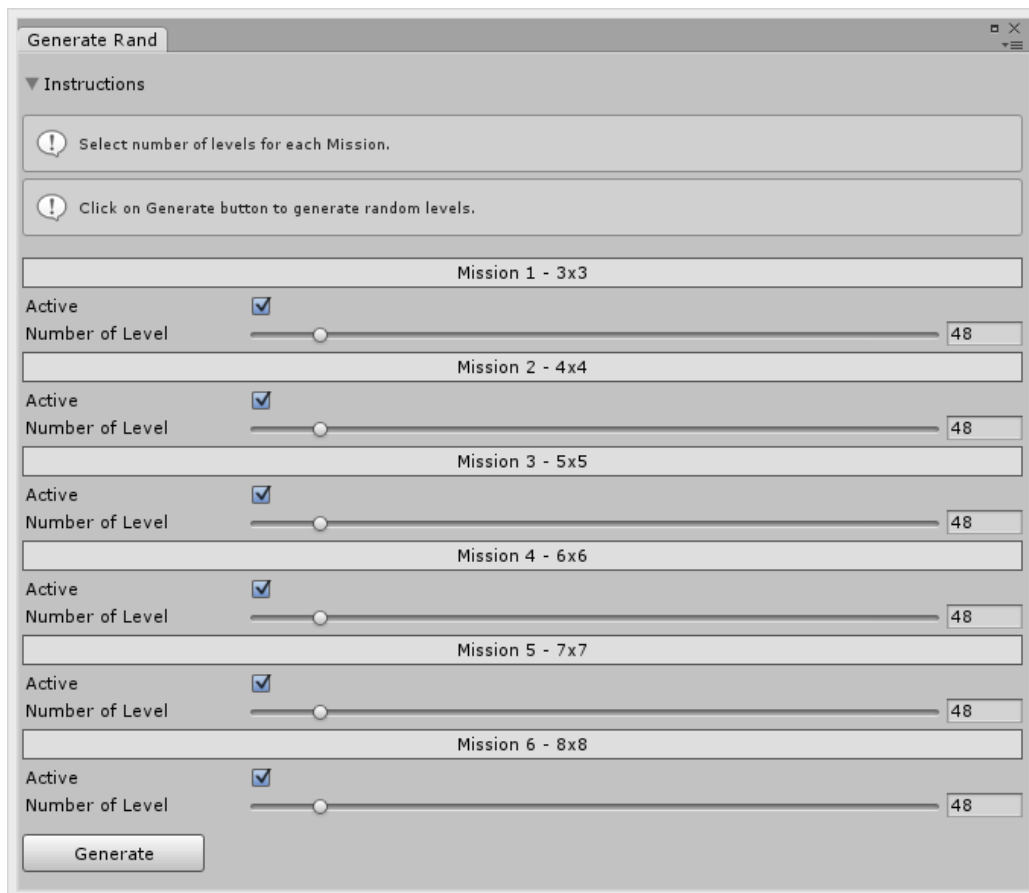 Generate Rand
Instructions
Select number of levels for each Mission.
Click on Generate button to generate random levels.
Mission 1 - 3x3
Active
Number of Level 48
Mission 2 - 4x4
Active
Number of Level 48
Mission 3 - 5x5
Active
Number of Level 48
Mission 4 - 6x6
Active
Number of Level 48
Mission 5 - 7x7
Active
Number of Level 48
Mission 6 - 8x8
Active
Number of Level 48
Generate